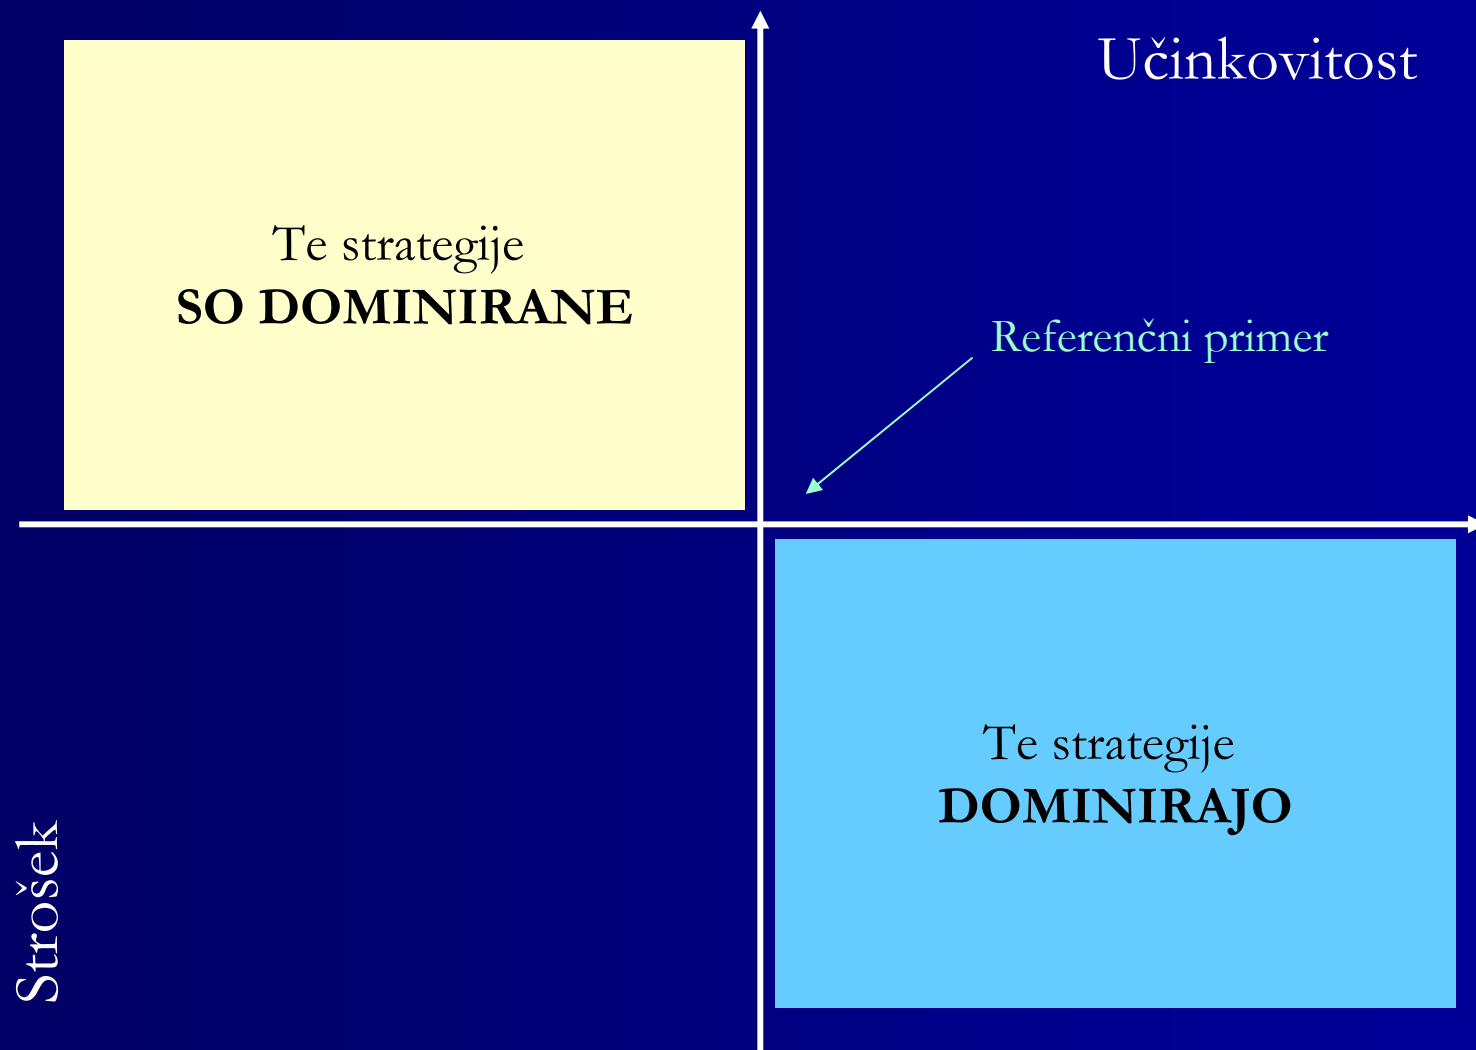 Učinkovitost
Te strategije
SO DOMINIRANE
Referenčni primer
Te strategije
DOMINIRAJO
Strošek